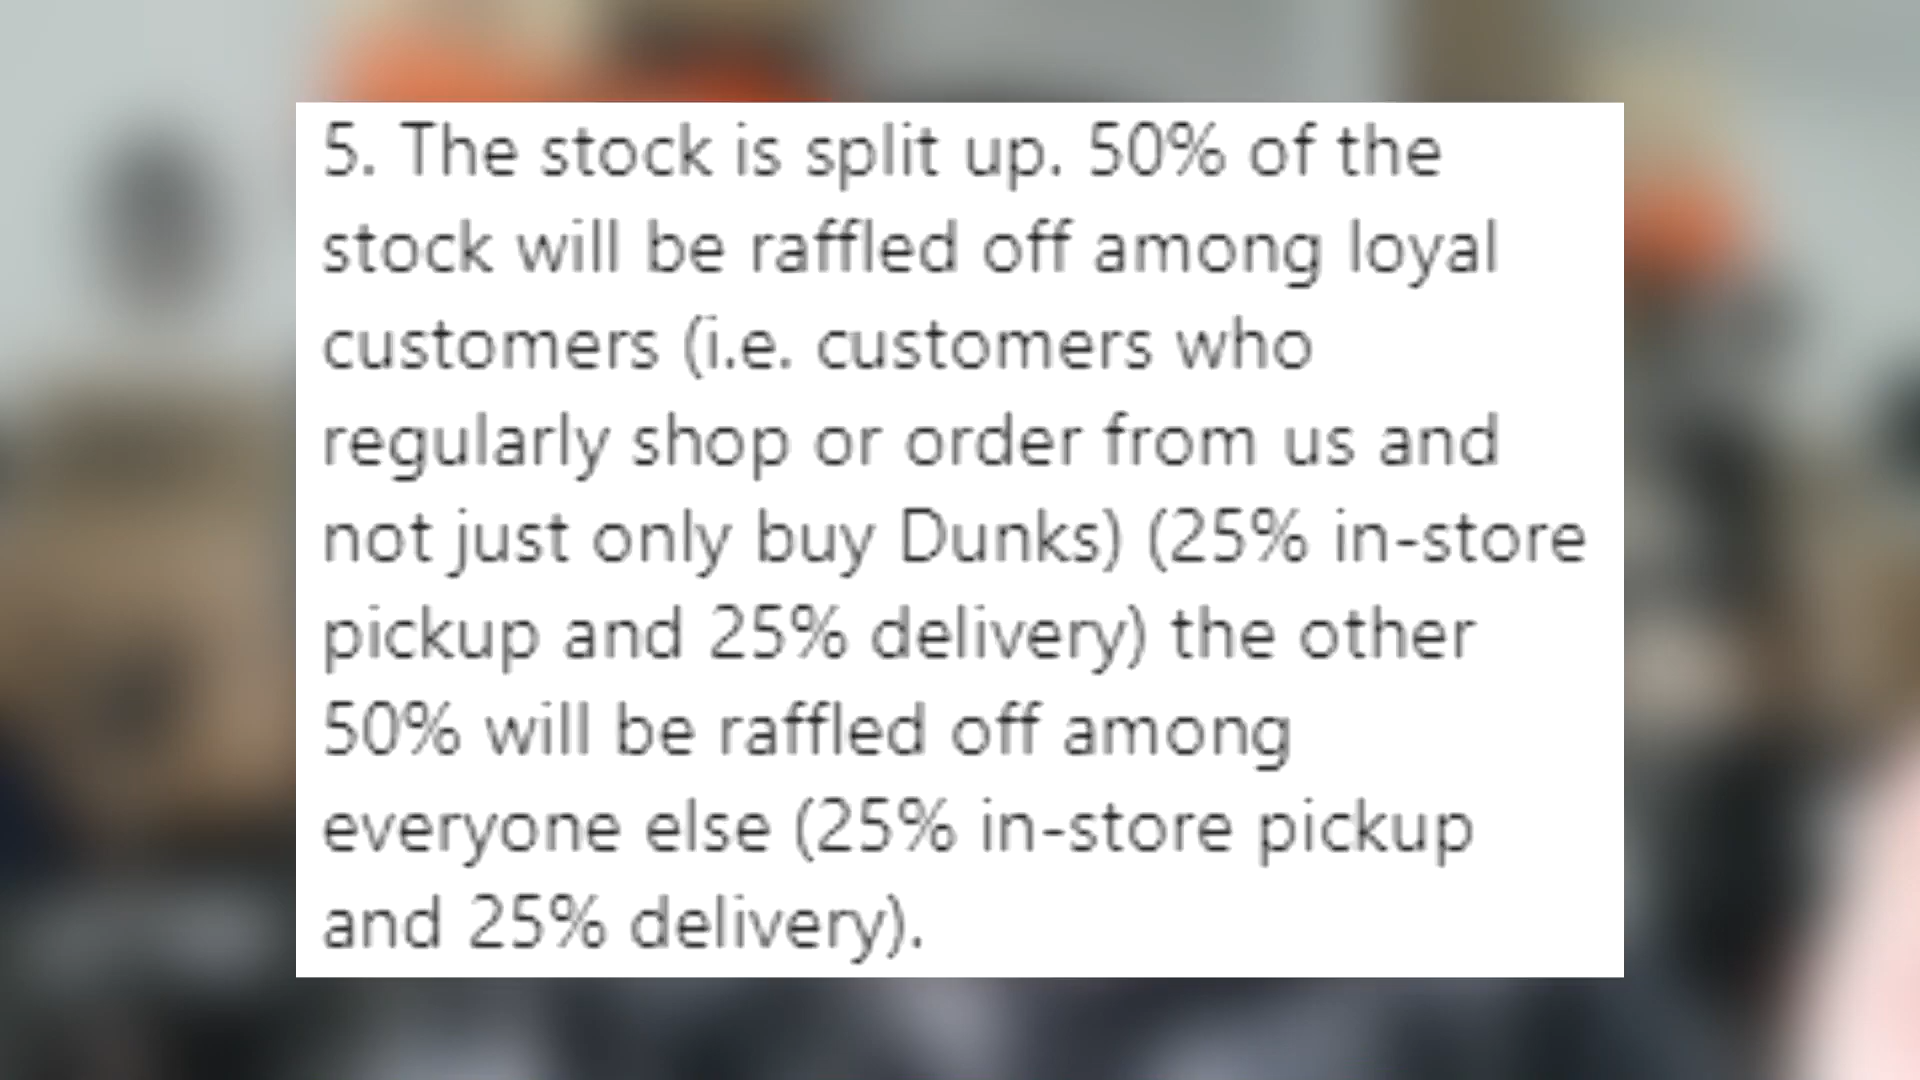 5. The stock is split up. 50% of the
stock will be raffled off among loyal
customers (i.e. customers who
regularly shop or order from us and
not just only buy Dunks) (25% in-store
pickup and 25% delivery) the other
50% will be raffled off among
everyone else (25% in-store pickup
and 25% delivery).